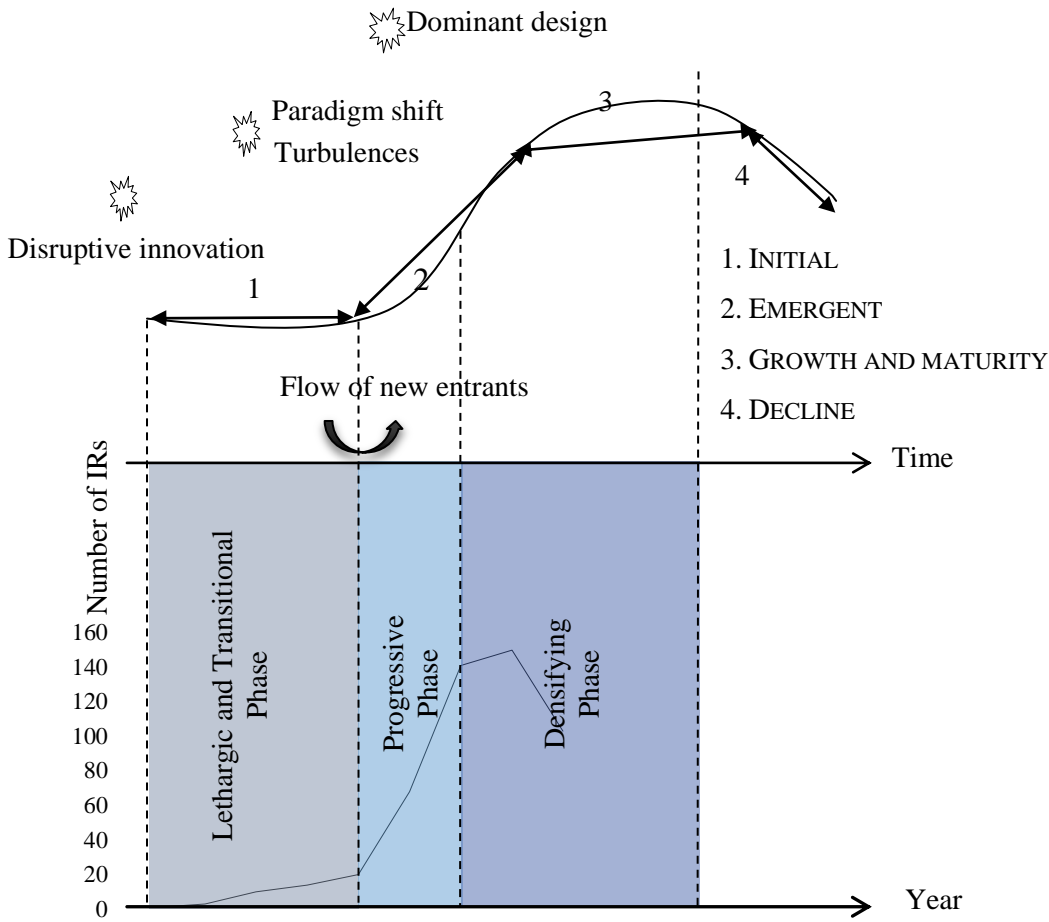 Dominant design
3
Paradigm shift
Turbulences
4
Disruptive innovation
1
2
1. INITIAL
2. EMERGENT
3. GROWTH AND MATURITY
4. DECLINE
Flow of new entrants
Time
Number of IRs
160
140
120
100
80
60
40
20
0
Lethargic and Transitional
Phase
Progressive
Phase
Densifying
Phase
Year